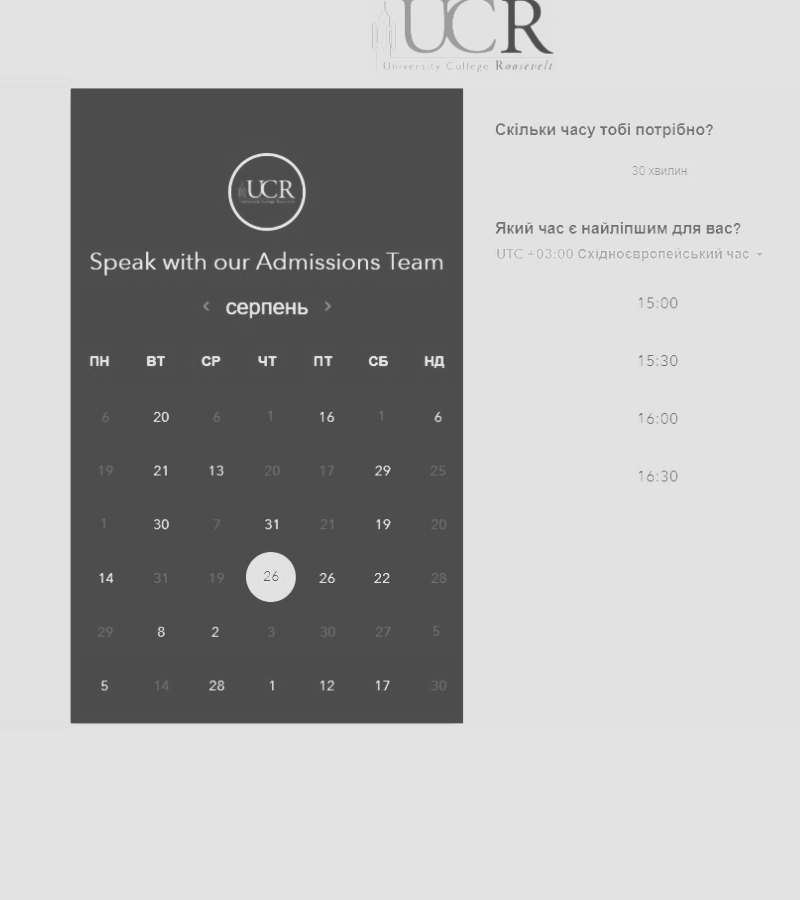 UCR
University College Roosevelt
UCR
Speak with our Admissions Team
серпень
ПН ВТ СР ЧТ ПТ СБ НД
6 20 6 1 16 1 6
19 21 13 20 17 29 25
1 30 7 31 21 19 20
14 31 19 26 26 22 28
29 8 2 3 30 27 5
5 14 28 1 12 17 30
Скільки часу тобі потрібно?
30 хвилин
Який час є найліпшим для вас?
UTC +03:00 Східноєвропейський час
15:00
15:30
16:00
16:30